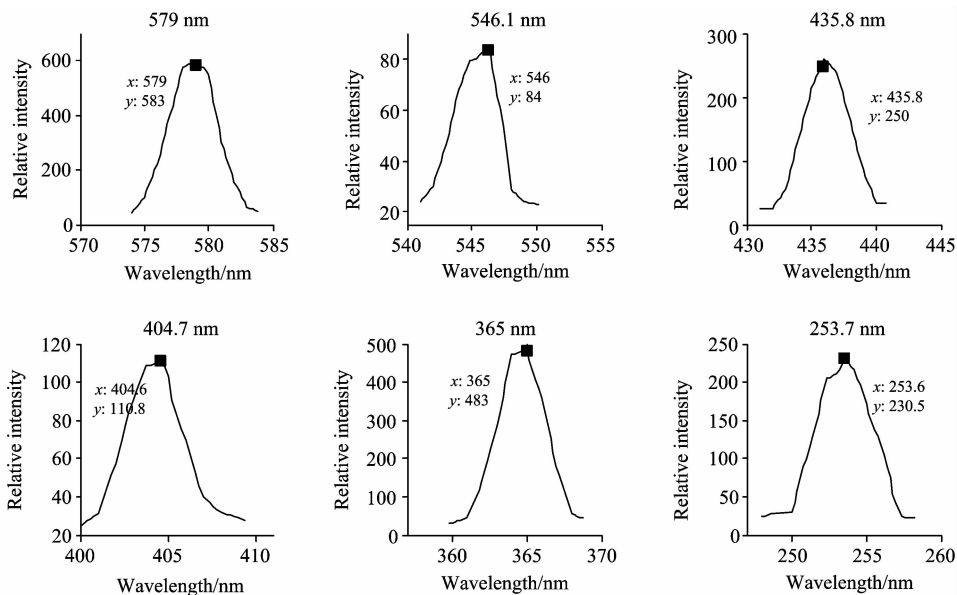 579 nm
Relative intensity
600
400
200
0
x: 579
y: 583
570
575
580
585
Wavelength/nm
546.1 nm
Relative intensity
80
60
40
20
x: 546
y: 84
540
545
550
555
Wavelength/nm
435.8 nm
Relative intensity
300
200
100
0
x: 435.8
y: 250
430
435
440
445
Wavelength/nm
404.7 nm
Relative intensity
120
100
80
60
40
20
x: 404.6
y: 110.8
400
405
410
Wavelength/nm
365 nm
Relative intensity
500
400
300
200
100
0
x: 365
y: 483
360
365
370
Wavelength/nm
253.7 nm
Relative intensity
250
200
150
100
50
0
x: 253.6
y: 230.5
250
255
260
Wavelength/nm